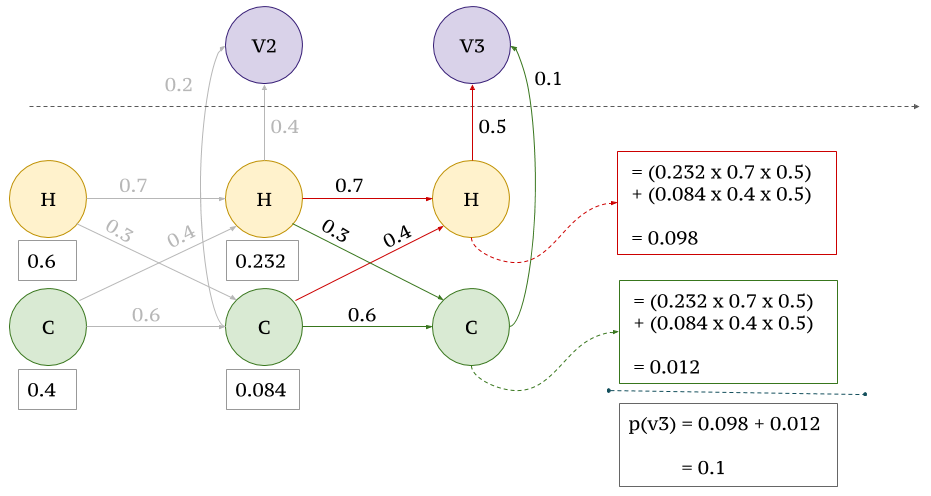 V2
V3
0.2
0.1
0.4
0.5
H
0.7
H
0.7
H
0.3
0.4
0.3
0.4
0.6
0.232
C
0.6
C
0.6
C
0.4
0.084
= (0.232 x 0.7 x 0.5)
+ (0.084 x 0.4 x 0.5)
= 0.098
= (0.232 x 0.7 x 0.5)
+ (0.084 x 0.4 x 0.5)
= 0.012
p(v3) = 0.098 + 0.012
= 0.1